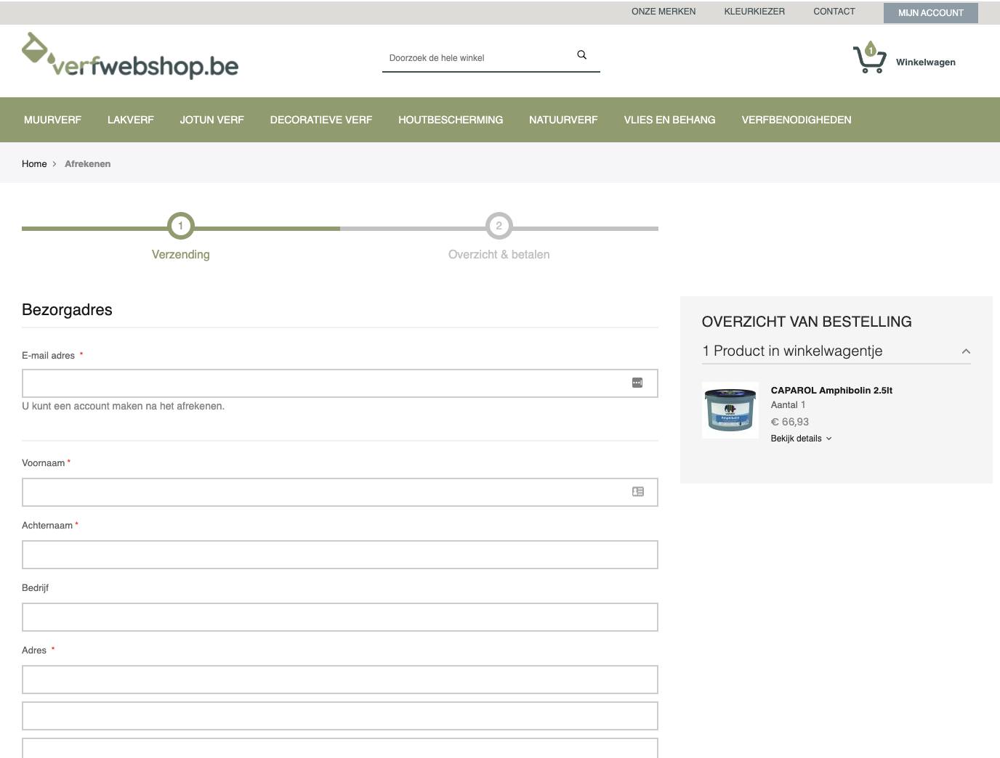 ONZE MERKEN KLEURKIEZER CONTACT MIJN ACCOUNT
verfwebshop.be
Doorzoek de hele winkel
1
Winkelwagen
MUURVERF LAKVERF JOTUN VERF DECORATIEVE VERF HOUTBESCHERMING NATUURVERF VLIES EN BEHANG VERFBENODIGHEDEN
Home Afrekenen
1 2
Verzending Overzicht & betalen
Bezorgadres
E-mail adres *
U kunt een account maken na het afrekenen.
Voornaam *
Achternaam *
Bedrijf
Adres *
OVERZICHT VAN BESTELLING
1 Product in winkelwagentje
CAPAROL
Amphibolin
CAPAROL Amphibolin 2.5lt
Aantal 1
€ 66,93
Bekijk details